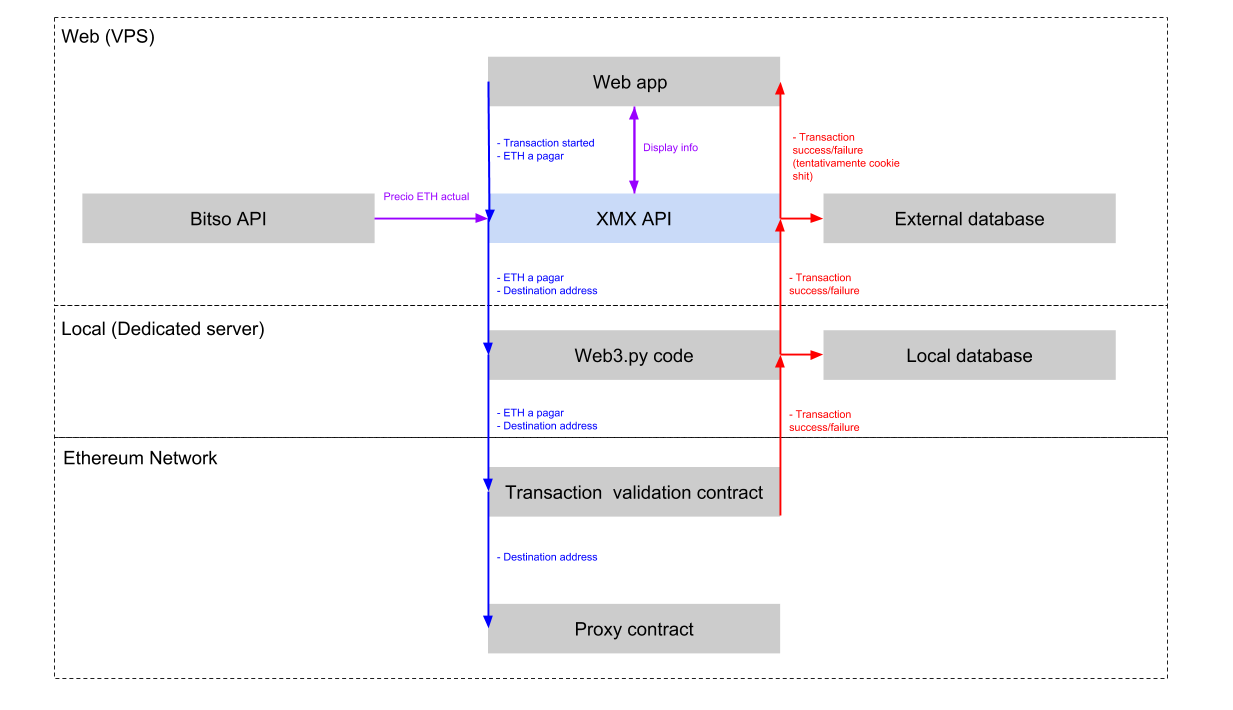 Web (VPS)
Web app
- Transaction started
- ETH a pagar
Display info
- Transaction
success/failure
(tentativamente cookie
shit)
Precio ETH actual
Bitso API
XMX API
External database
- ETH a pagar
- Destination address
- Transaction
success/failure
Local (Dedicated server)
Web3.py code
Local database
- ETH a pagar
- Destination address
- Transaction
success/failure
Ethereum Network
Transaction  validation contract
- Destination address
Proxy contract